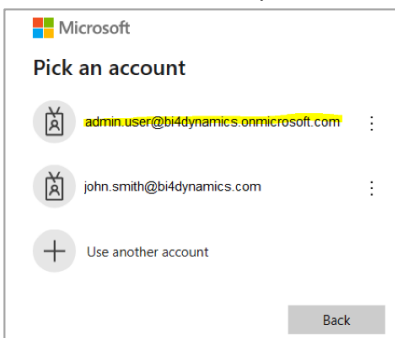 Microsoft
Pick an account
admin.user@bi4dynamics.onmicrosoft.com
john.smith@bi4dynamics.com
Use another account
Back